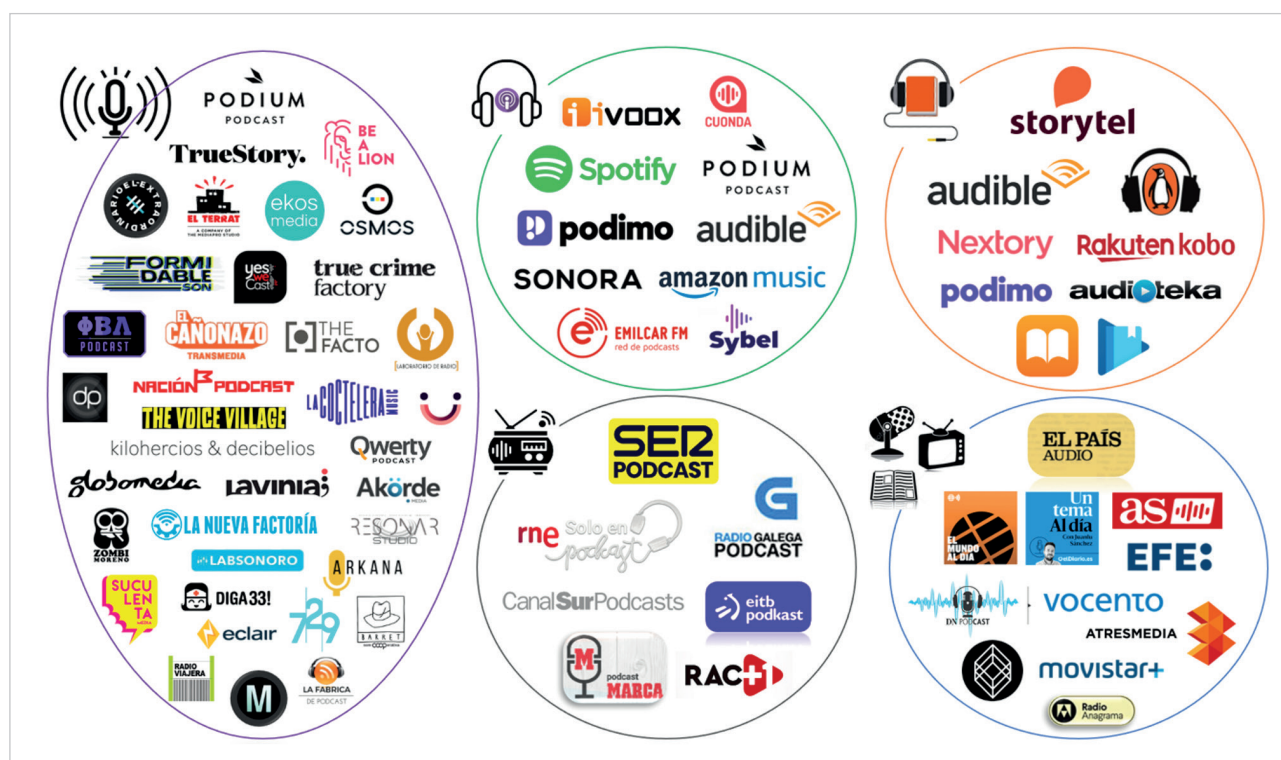 PODIUM
PODCAST
TrueStory.
BE
A
LION
EL EXTRAORDINARIO
EL TERRAT
A COMPANY OF
THE MEDIAPRO STUDIO
ekos
media
OSMOS
FORMI
DABLE
SON
yes
we
Cast
true crime
factory
ΦBΛ
PODCAST
EL
CAÑONAZO
TRANSMEDIA
THE
FACTO
LABORATORIO DE RADIO
dp
NACIÓN PODCAST
THE VOICE VILLAGE
LA
COCTELERA
MUSIC
kilohercios & decibelios
Qwerty
PODCAST
globomedia
LAVINIA
Akörde
MEDIA
ZOMBI
MORENO
LA NUEVA FACTORÍA
RESONAR
STUDIO
LABSONORO
ARKANA
SUCU
LEN
TA
MEDIA
DIGA33!
eclair
729
BARRET
RADIO
VIAJERA
M
LA FABRICA
DE PODCAST
iVOOX
CUONDA
Spotify
PODIUM
PODCAST
podimo
audible
SONORA
amazon music
e
EMILCAR FM
red de podcasts
Sybel
storytel
audible
Nextory
Rakuten kobo
podimo
audioteka
SER
PODCAST
rne
Solo en
podcast
G
RADIO GALEGA
PODCAST
CanalSurPodcasts
eitb
podkast
M
podcast
MARCA
RAC+1
EL PAÍS
AUDIO
EL
MUNDO
AL DÍA
Un
tema
Al día
Con Juanlu
Sánchez
elDiario.es
as
EFE:
DN PODCAST
vocento
ATRESMEDIA
movistar+
Radio
Anagrama